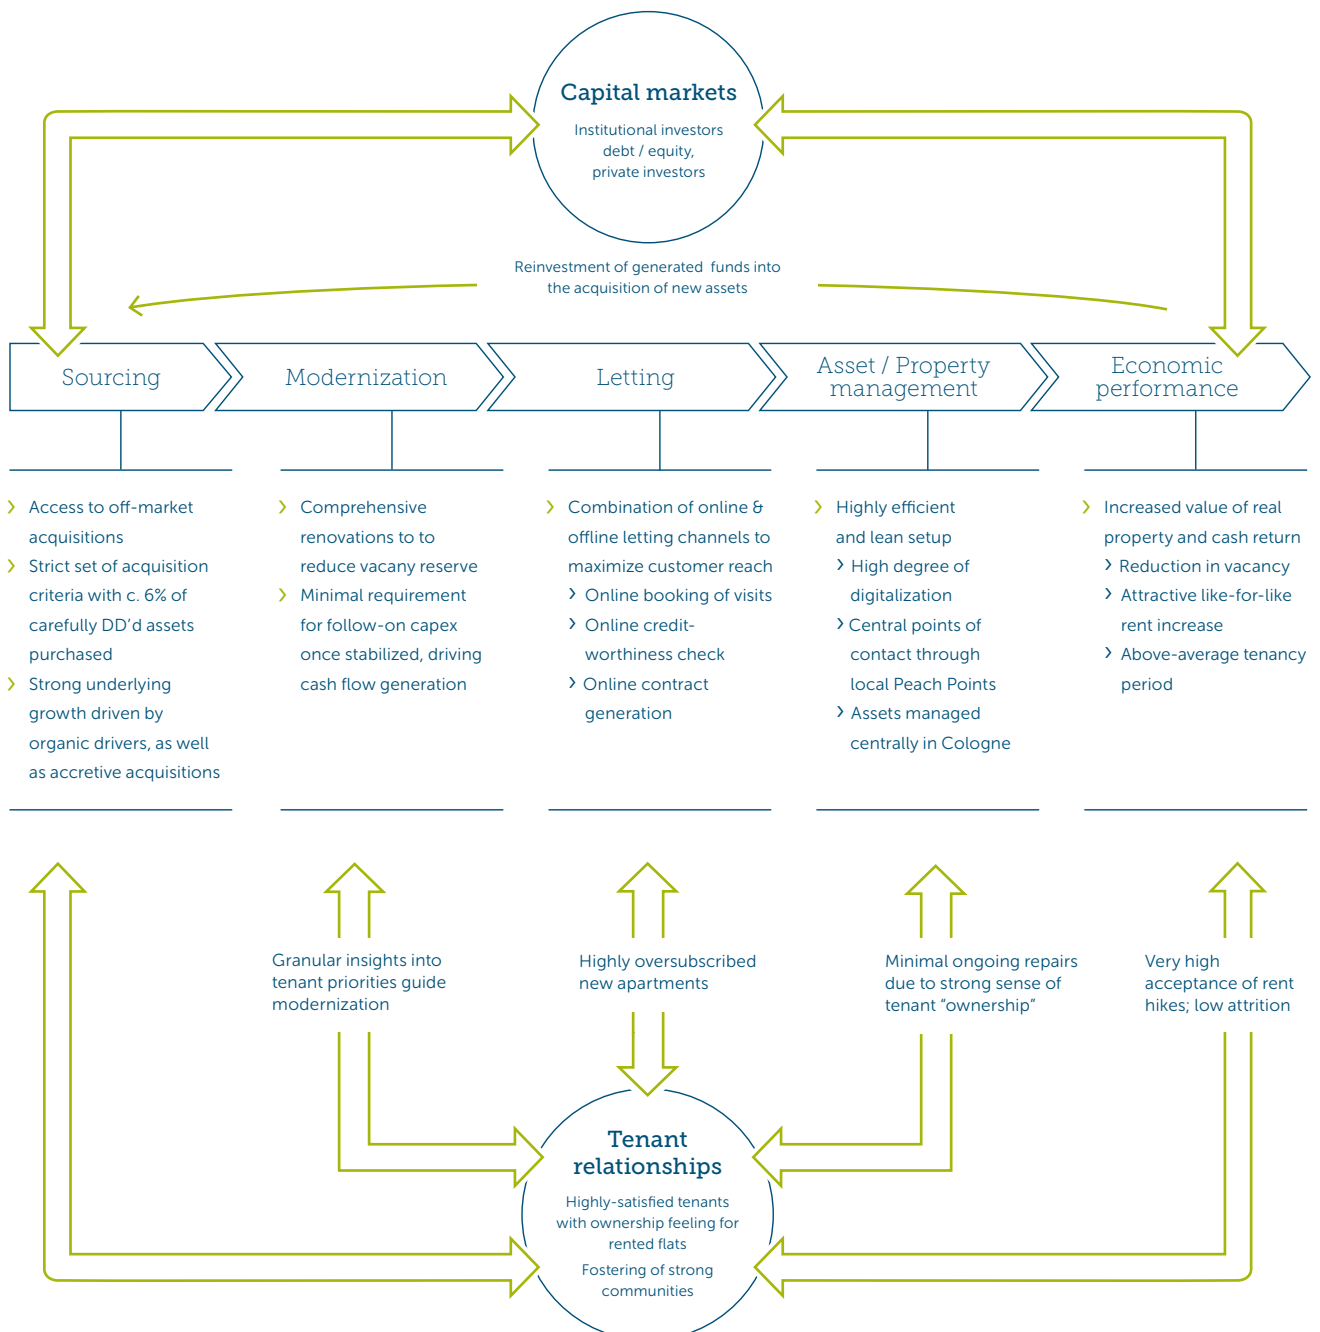 Capital markets
Institutional investors
debt / equity,
private investors
Reinvestment of generated funds into
the acquisition of new assets
Sourcing
Modernization
Letting
Asset / Property
management
Economic
performance
Access to off-market
acquisitions
Strict set of acquisition
criteria with c. 6% of
carefully DD’d assets
purchased
Strong underlying
growth driven by
organic drivers, as well
as accretive acquisitions
Comprehensive
renovations to to
reduce vacany reserve
Minimal requirement
for follow-on capex
once stabilized, driving
cash flow generation
Combination of online &
offline letting channels to
maximize customer reach
Online booking of visits
Online credit-
worthiness check
Online contract
generation
Highly efficient
and lean setup
High degree of
digitalization
Central points of
contact through
local Peach Points
Assets managed
centrally in Cologne
Increased value of real
property and cash return
Reduction in vacancy
Attractive like-for-like
rent increase
Above-average tenancy
period
Granular insights into
tenant priorities guide
modernization
Highly oversubscribed
new apartments
Minimal ongoing repairs
due to strong sense of
tenant “ownership“
Very high
acceptance of rent
hikes; low attrition
Tenant
relationships
Highly-satisfied tenants
with ownership feeling for
rented flats
Fostering of strong
communities